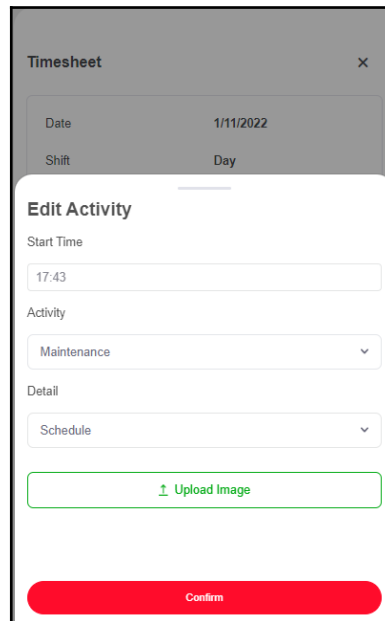 Timesheet
Date 1/11/2022
Shift Day
Edit Activity
Start Time
17:43
Activity
Maintenance
Detail
Schedule
Upload Image
Confirm